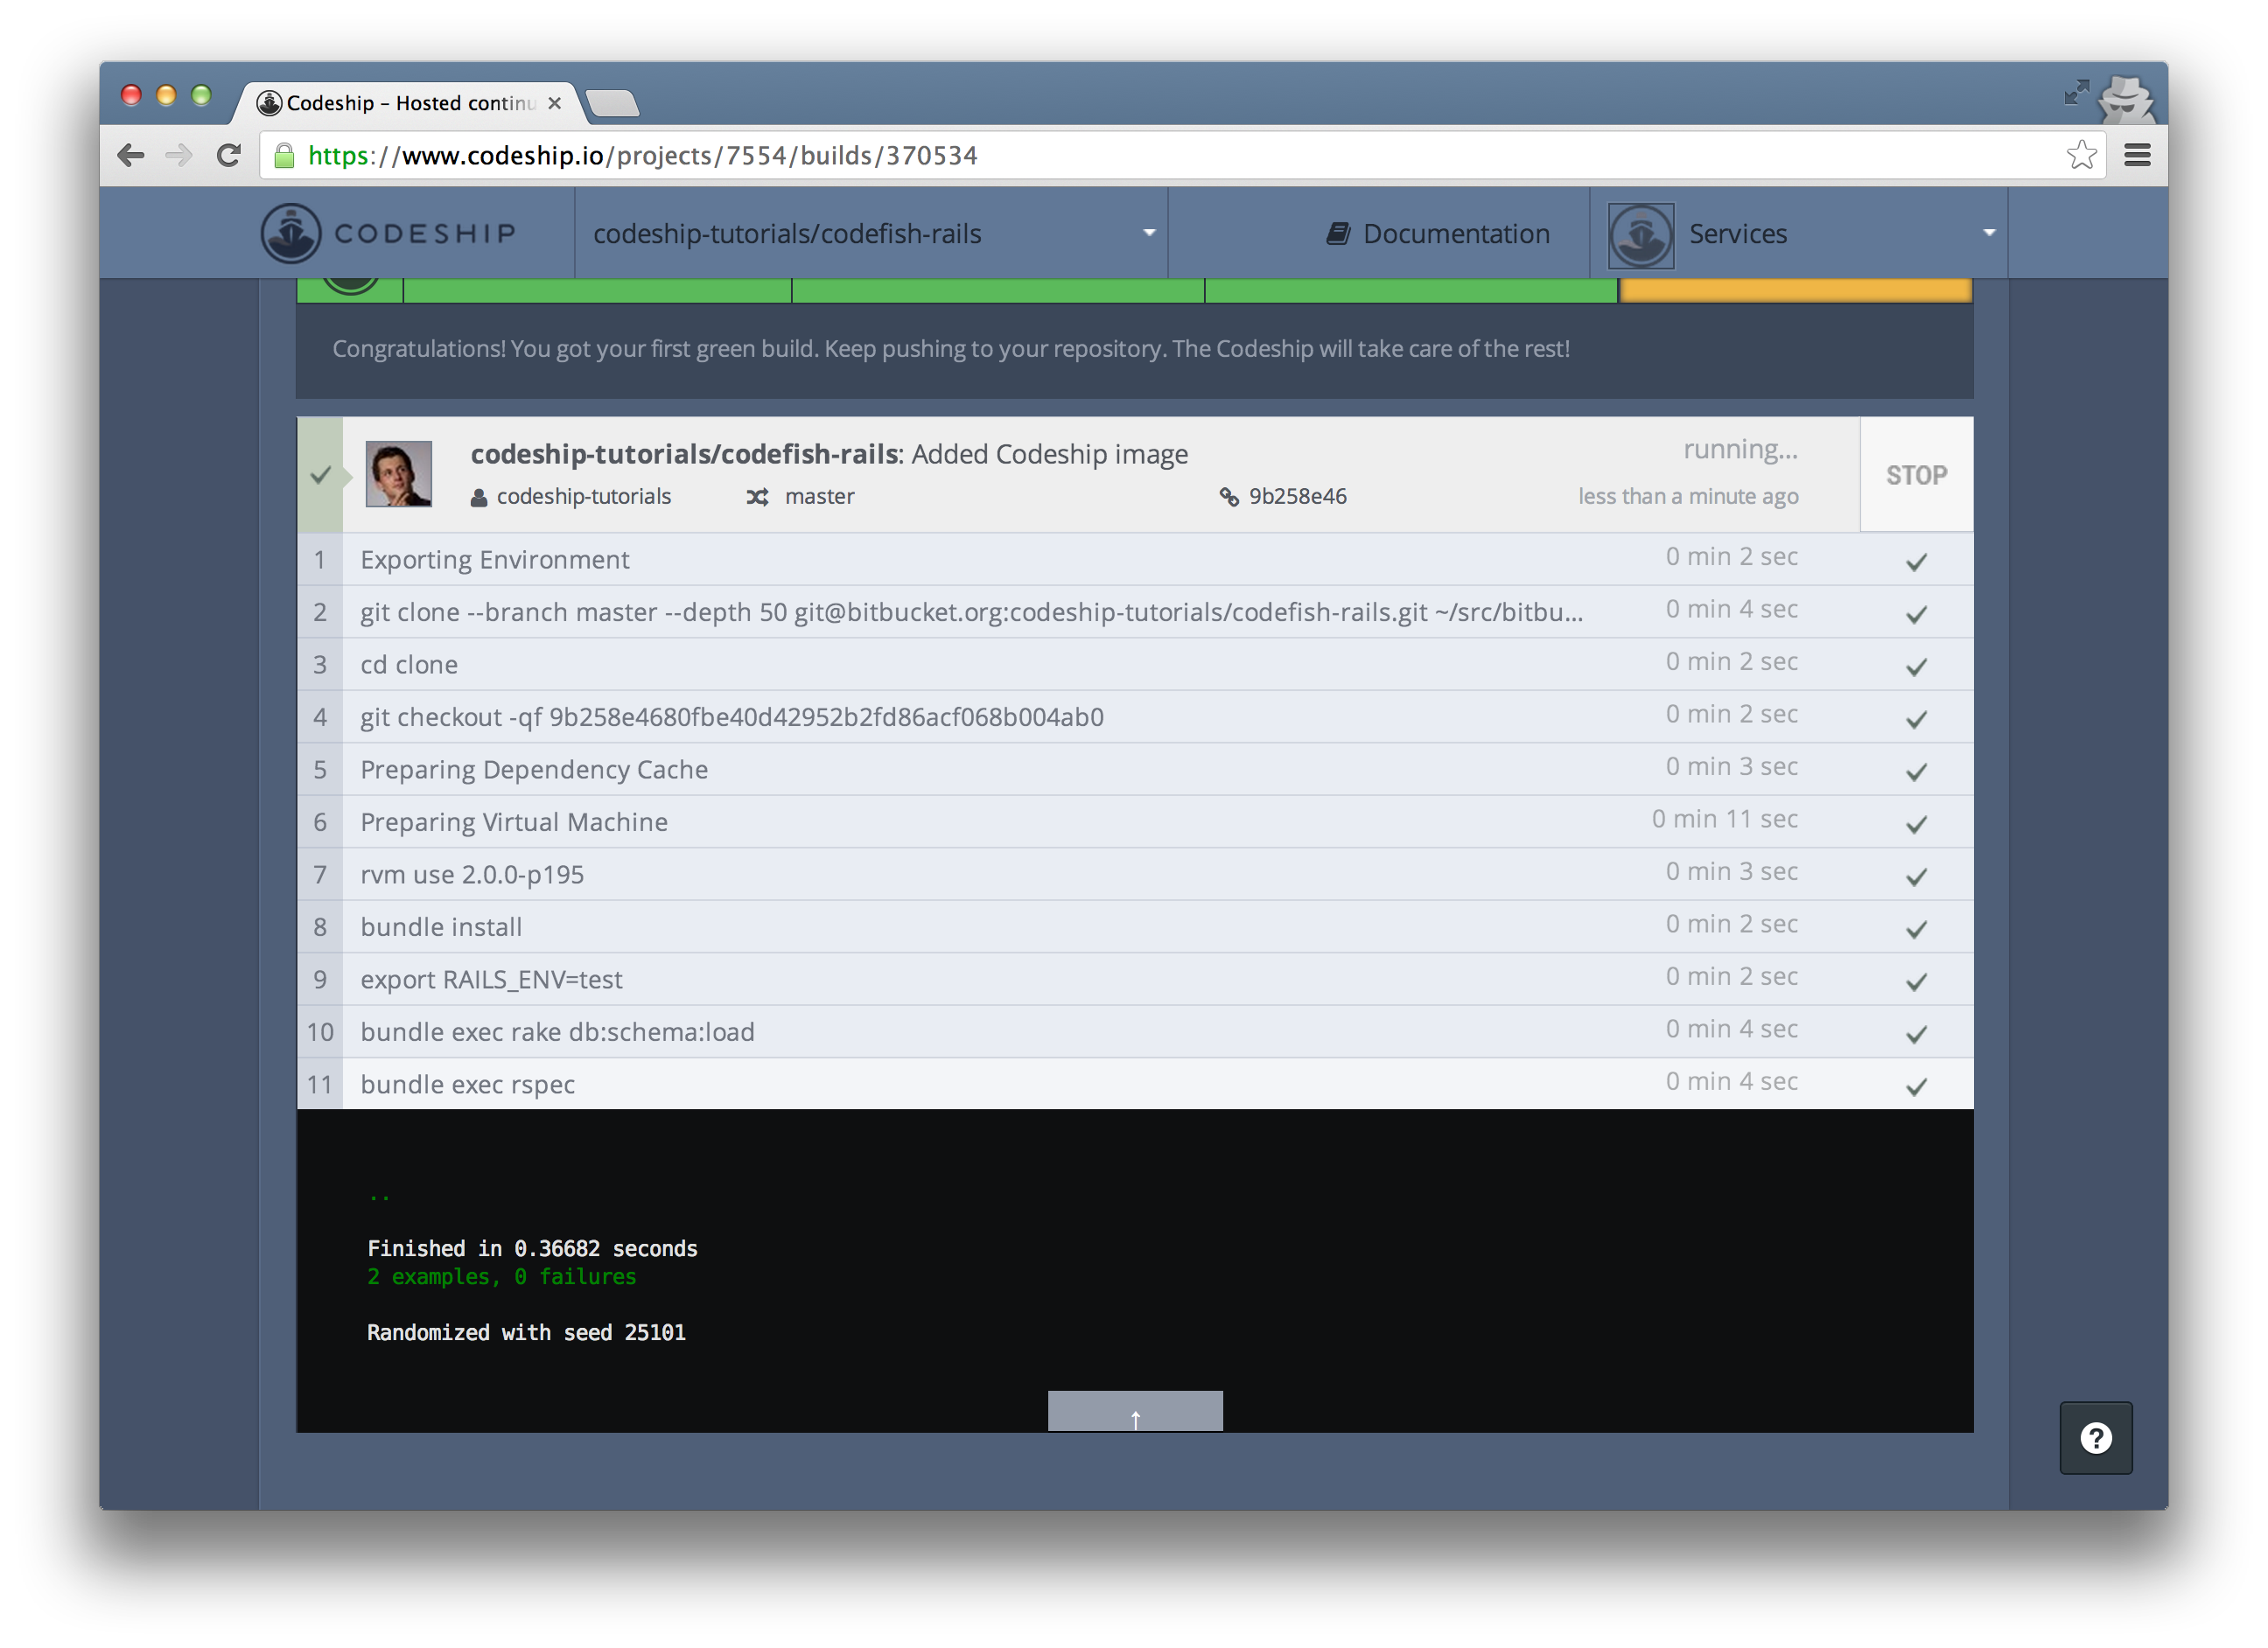 Codeship – Hosted continu
https://www.codeship.io/projects/7554/builds/370534
CODESHIP
codeship-tutorials/codefish-rails
Documentation
Services
Congratulations! You got your first green build. Keep pushing to your repository. The Codeship will take care of the rest!
codeship-tutorials/codefish-rails: Added Codeship image
running...
STOP
codeship-tutorials
master
9b258e46
less than a minute ago
1 Exporting Environment 0 min 2 sec
2 git clone --branch master --depth 50 git@bitbucket.org:codeship-tutorials/codefish-rails.git ~/src/bitbu... 0 min 4 sec
3 cd clone 0 min 2 sec
4 git checkout -qf 9b258e4680fbe40d42952b2fd86acf068b004ab0 0 min 2 sec
5 Preparing Dependency Cache 0 min 3 sec
6 Preparing Virtual Machine 0 min 11 sec
7 rvm use 2.0.0-p195 0 min 3 sec
8 bundle install 0 min 2 sec
9 export RAILS_ENV=test 0 min 2 sec
10 bundle exec rake db:schema:load 0 min 4 sec
11 bundle exec rspec 0 min 4 sec
..
Finished in 0.36682 seconds
2 examples, 0 failures
Randomized with seed 25101
↑
?